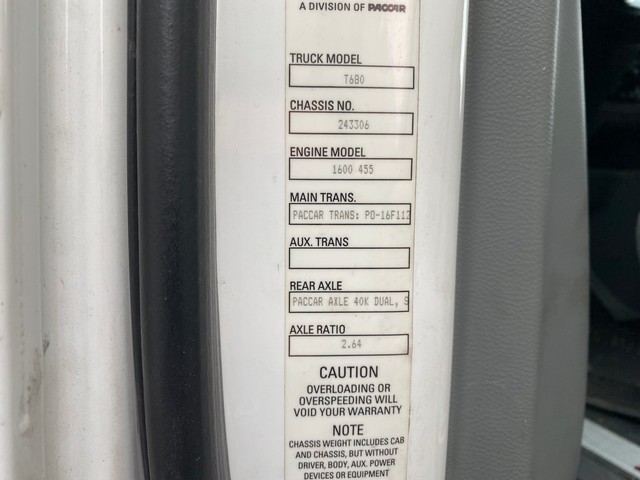 A DIVISION OF PACCAR
TRUCK MODEL
T680
CHASSIS NO.
243306
ENGINE MODEL
1600 455
MAIN TRANS.
PACCAR TRANS: PO-16F112
AUX. TRANS
REAR AXLE
PACCAR AXLE 40K DUAL, S
AXLE RATIO
2.64
CAUTION
OVERLOADING OR
OVERSPEEDING WILL
VOID YOUR WARRANTY
NOTE
CHASSIS WEIGHT INCLUDES CAB
AND CHASSIS, BUT WITHOUT
DRIVER, BODY, AUX. POWER
DEVICES OR EQUIPMENT